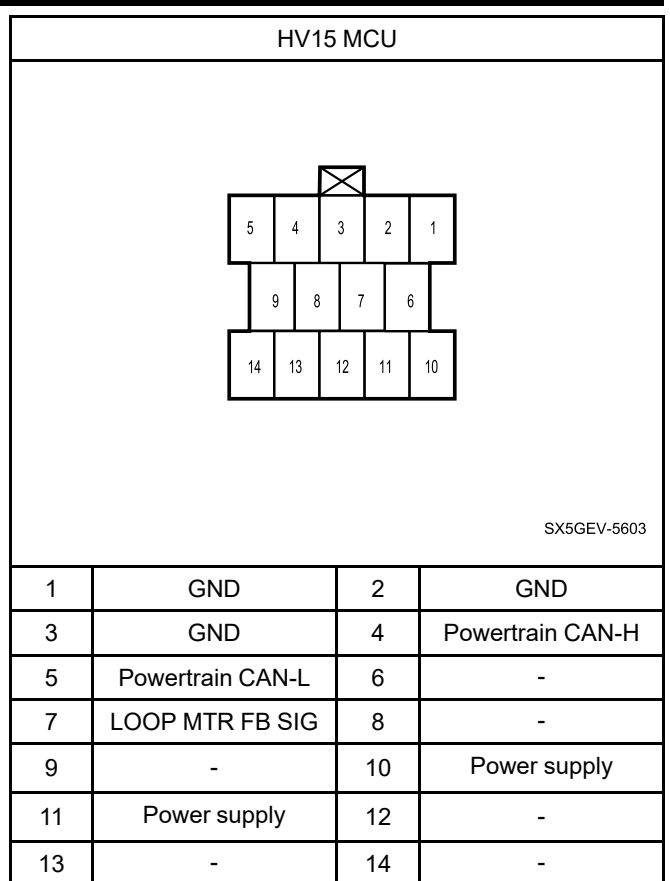 HV15 MCU
5 4 3 2 1
9 8 7 6
14 13 12 11 10
SX5GEV-5603
1 GND 2 GND
3 GND 4 Powertrain CAN-H
5 Powertrain CAN-L 6 -
7 LOOP MTR FB SIG 8 -
9 - 10 Power supply
11 Power supply 12 -
13 - 14 -